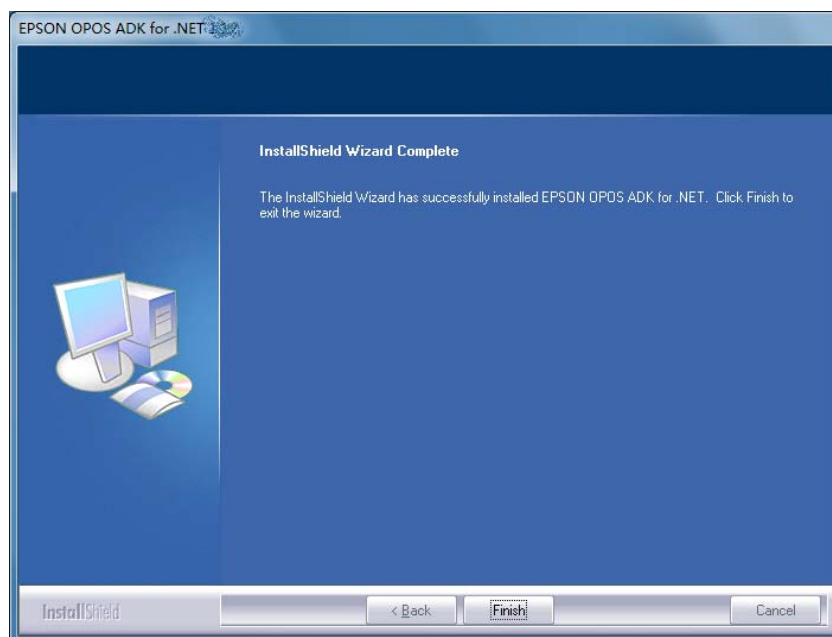 EPSON OPOS ADK for .NET
InstallShield Wizard Complete
The InstallShield Wizard has successfully installed EPSON OPOS ADK for .NET. Click Finish to
exit the wizard.
InstallShield
< Back
Finish
Cancel